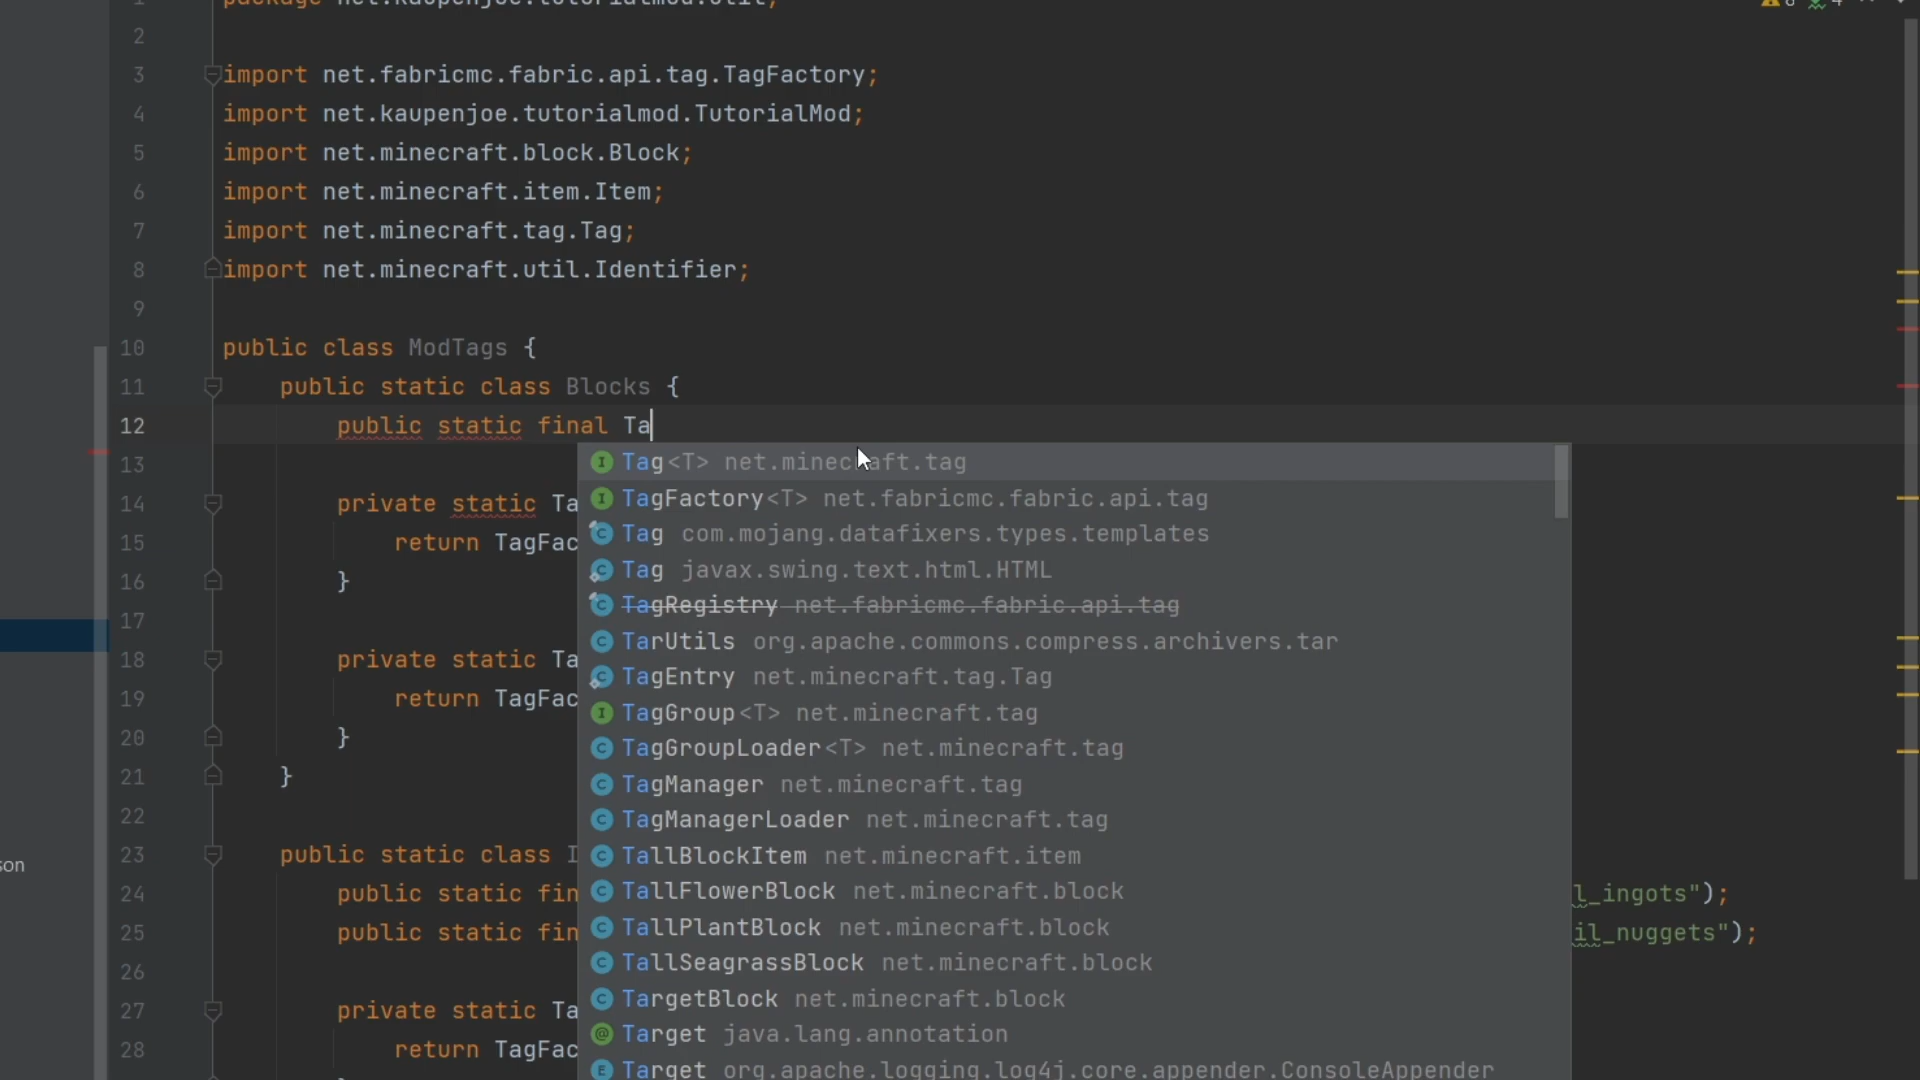 1 package net.kaupenjoe.tutorialmod.util;
8 4
2
3 import net.fabricmc.fabric.api.tag.TagFactory;
4 import net.kaupenjoe.tutorialmod.TutorialMod;
5 import net.minecraft.block.Block;
6 import net.minecraft.item.Item;
7 import net.minecraft.tag.Tag;
8 import net.minecraft.util.Identifier;
9
10 public class ModTags {
11 public static class Blocks {
12 public static final Ta
13 Tag<T> net.minecraft.tag
14 private static Ta TagFactory<T> net.fabricmc.fabric.api.tag
15 return TagFac Tag com.mojang.datafixers.types.templates
Tag javax.swing.text.html.HTML
16 }
17 TagRegistry net.fabricmc.fabric.api.tag
TarUtils org.apache.commons.compress.archivers.tar
18 private static Ta TagEntry net.minecraft.tag.Tag
19 return TagFac TagGroup<T> net.minecraft.tag
20 } TagGroupLoader<T> net.minecraft.tag
21 } TagManager net.minecraft.tag
22 TagManagerLoader net.minecraft.tag
23 public static class I TallBlockItem net.minecraft.item
son
24 public static fin TallFlowerBlock net.minecraft.block l_ingots");
25 public static fin TallPlantBlock net.minecraft.block il_nuggets");
26 TallSeagrassBlock net.minecraft.block
27 private static Ta TargetBlock net.minecraft.block
28 return TagFac Target java.lang.annotation
Target org.apache.logging.log4j.core.appender.ConsoleAppender